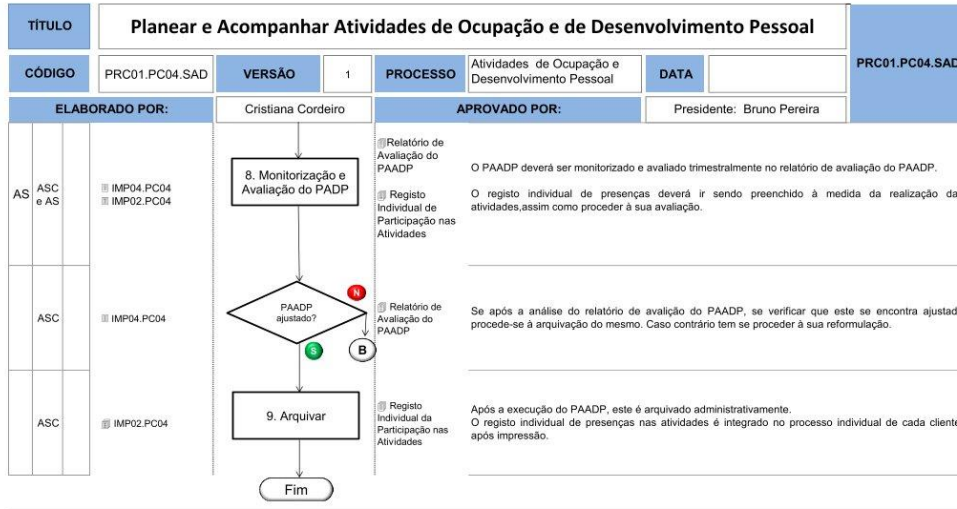 TÍTULO
Planear e Acompanhar Atividades de Ocupação e de Desenvolvimento Pessoal
PRC01.PC04.SAD
CÓDIGO
PRC01.PC04.SAD
VERSÃO
1
PROCESSO
Atividades de Ocupação e
Desenvolvimento Pessoal
DATA
ELABORADO POR:
Cristiana Cordeiro
APROVADO POR:
Presidente: Bruno Pereira
AS
ASC
e AS
IMP04.PC04
IMP02.PC04
8. Monitorização e
Avaliação do PADP
Relatório de
Avaliação do
PAADP
Registo
Individual de
Participação nas
Atividades
O PAADP deverá ser monitorizado e avaliado trimestralmente no relatório de avaliação do PAADP.
O registo individual de presenças deverá ir sendo preenchido à medida da realização da
atividades,assim como proceder à sua avaliação.
ASC
IMP04.PC04
PAADP
ajustado?
N
S
B
Relatório de
Avaliação do
PAADP
Se após a análise do relatório de avalição do PAADP, se verificar que este se encontra ajustad
procede-se à arquivação do mesmo. Caso contrário tem se proceder à sua reformulação.
ASC
IMP02.PC04
9. Arquivar
Registo
Individual da
Participação nas
Atividades
Após a execução do PAADP, este é arquivado administrativamente.
O registo individual de presenças nas atividades é integrado no processo individual de cada cliente
após impressão.
Fim